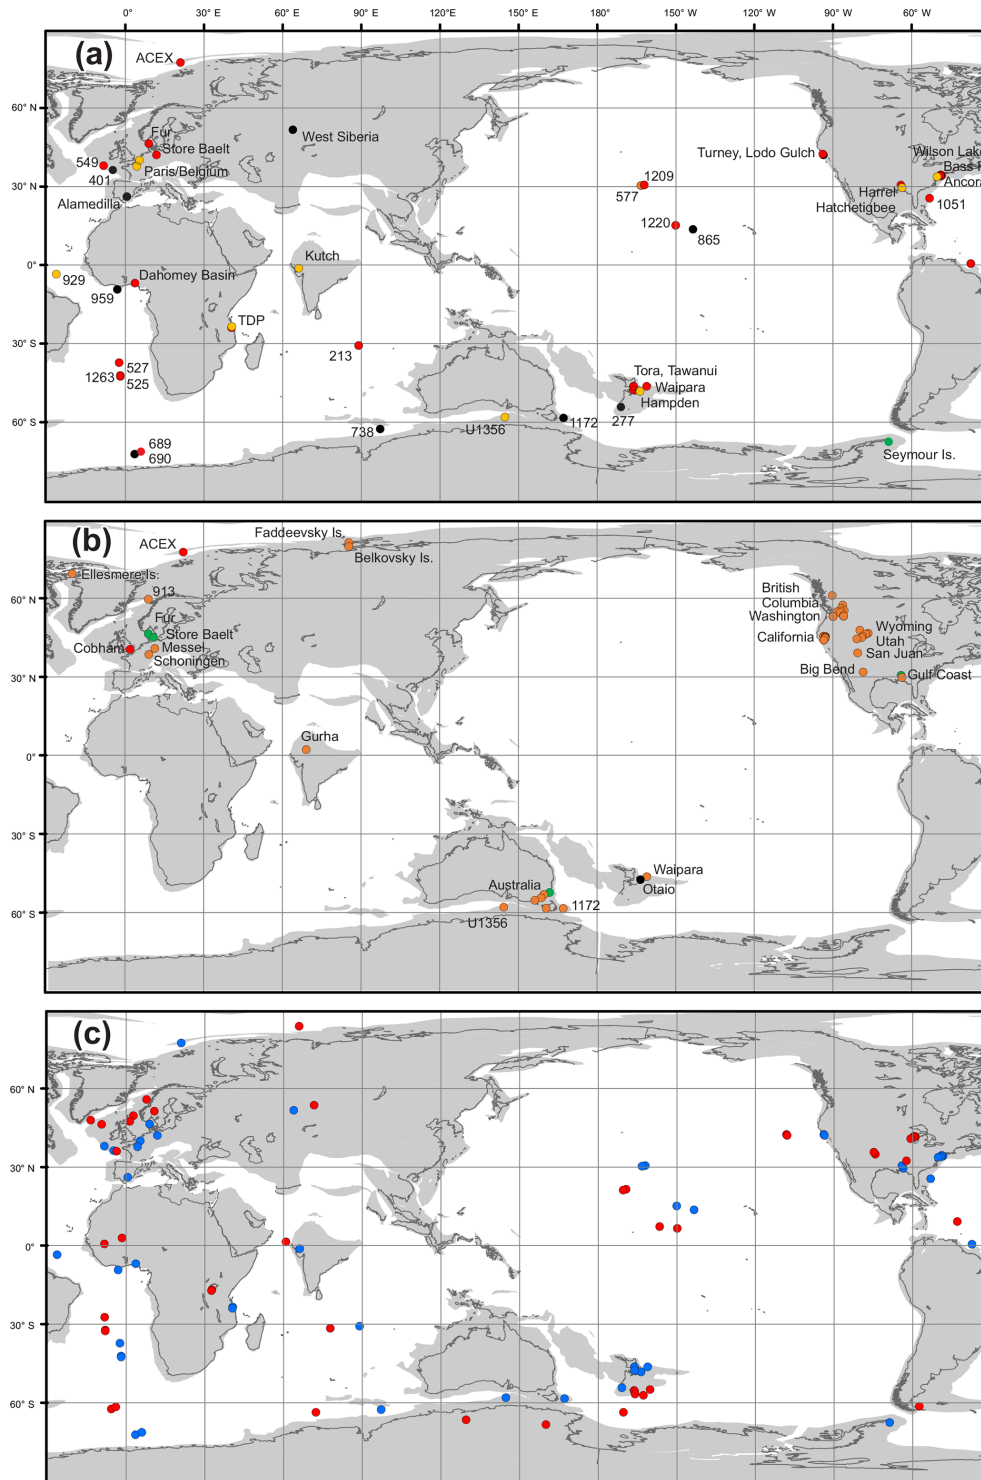 0° 30° E 60° E 90° E 120° E 150° E 180° 150° W 120° W 90° W 60° W
(a)
ACEX
60° N
Fur
West Siberia
Store Baelt
549
401
Paris/Belgium
Turney, Lodo Gulch
Wilson Lake
Bass
Ancora
30° N
Alamedilla
1209
577
Harrel
Hatchetigbee
1051
1220
865
0°
Kutch
929
Dahomey Basin
959
TDP
30° S
213
527
1263
525
Tora, Tawanui
Waipara
Hampden
60° S
738
U1356
1172
277
689
690
Seymour Is.
(b)
Faddeevsky Is.
ACEX
Belkovsky Is.
Ellesmere Is.
913
60° N
British
Columbia
Washington
Fur
Store Baelt
Cobham
Messel
Schoningen
California
Wyoming
Utah
San Juan
Big Bend
Gulf Coast
30° N
Gurha
0°
30° S
Australia
Waipara
Otaio
U1356
1172
60° S
(c)
60° N
30° N
0°
30° S
60° S